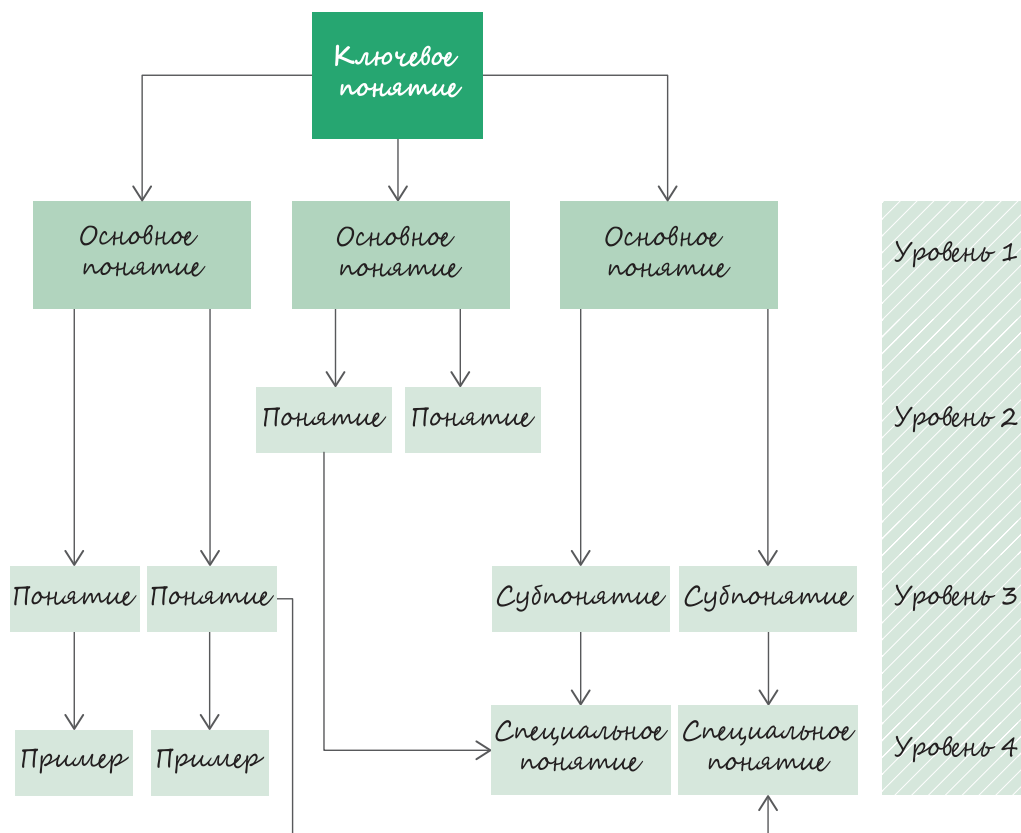 Ключевое
понятие
Основное
понятие
Основное
понятие
Основное
понятие
Уровень 1
Понятие
Понятие
Уровень 2
Понятие
Понятие
Субпонятие
Субпонятие
Уровень 3
Пример
Пример
Специальное
понятие
Специальное
понятие
Уровень 4